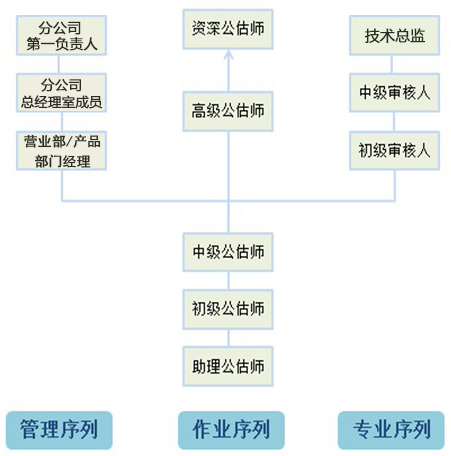 分公司
第一负责人
资深公估师
技术总监
分公司
总经理室成员
高级公估师
中级审核人
营业部/产品
部门经理
初级审核人
中级公估师
初级公估师
助理公估师
管理序列
作业序列
专业序列